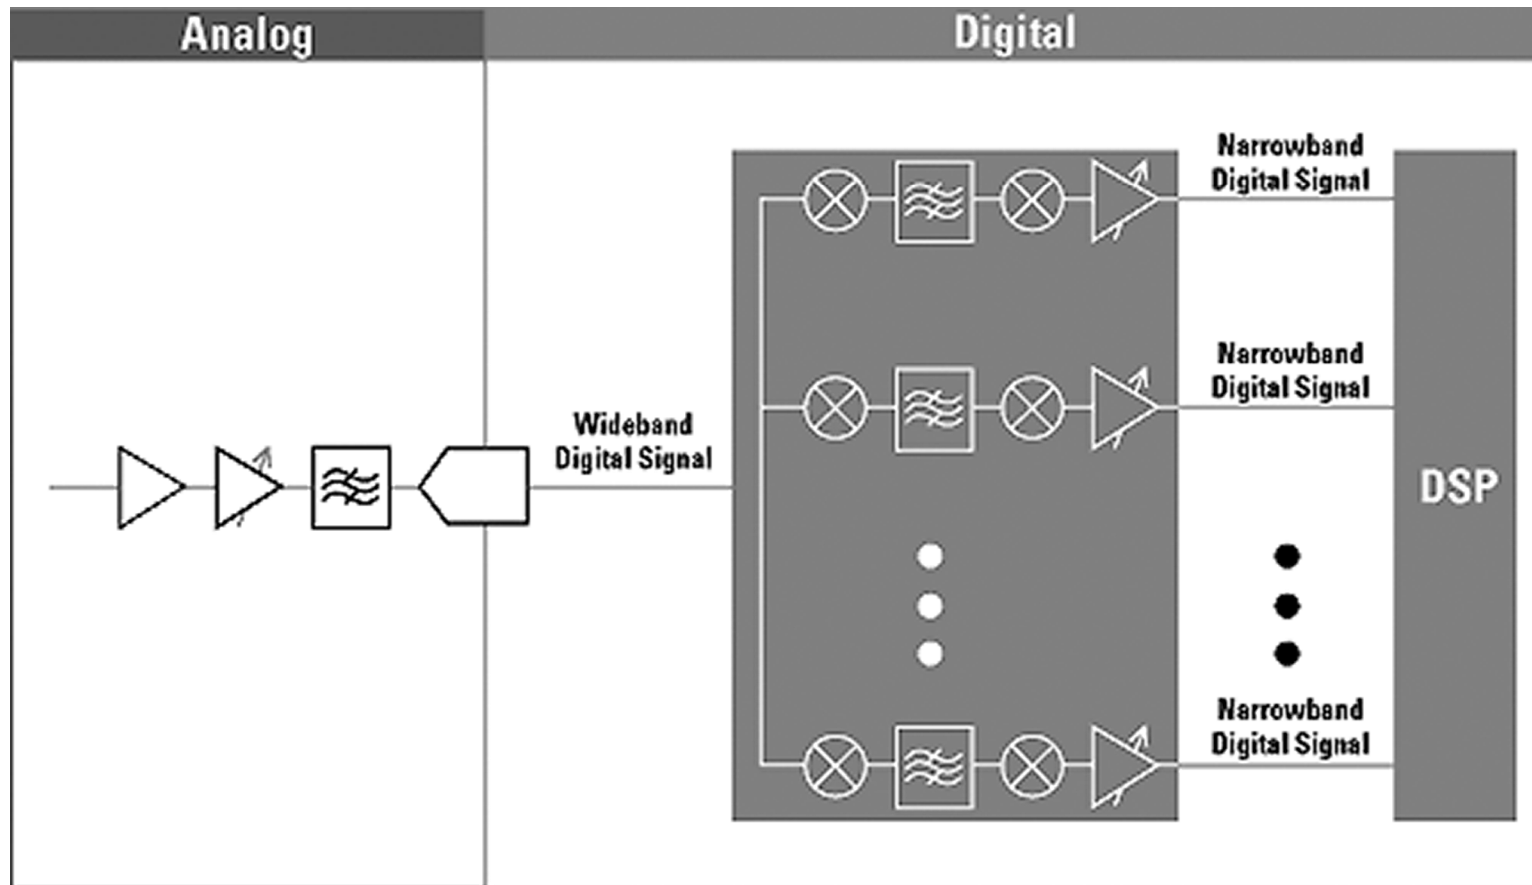 Analog
Digital
Narrowband
Digital Signal
Narrowband
Digital Signal
Wideband
Digital Signal
DSP
Narrowband
Digital Signal